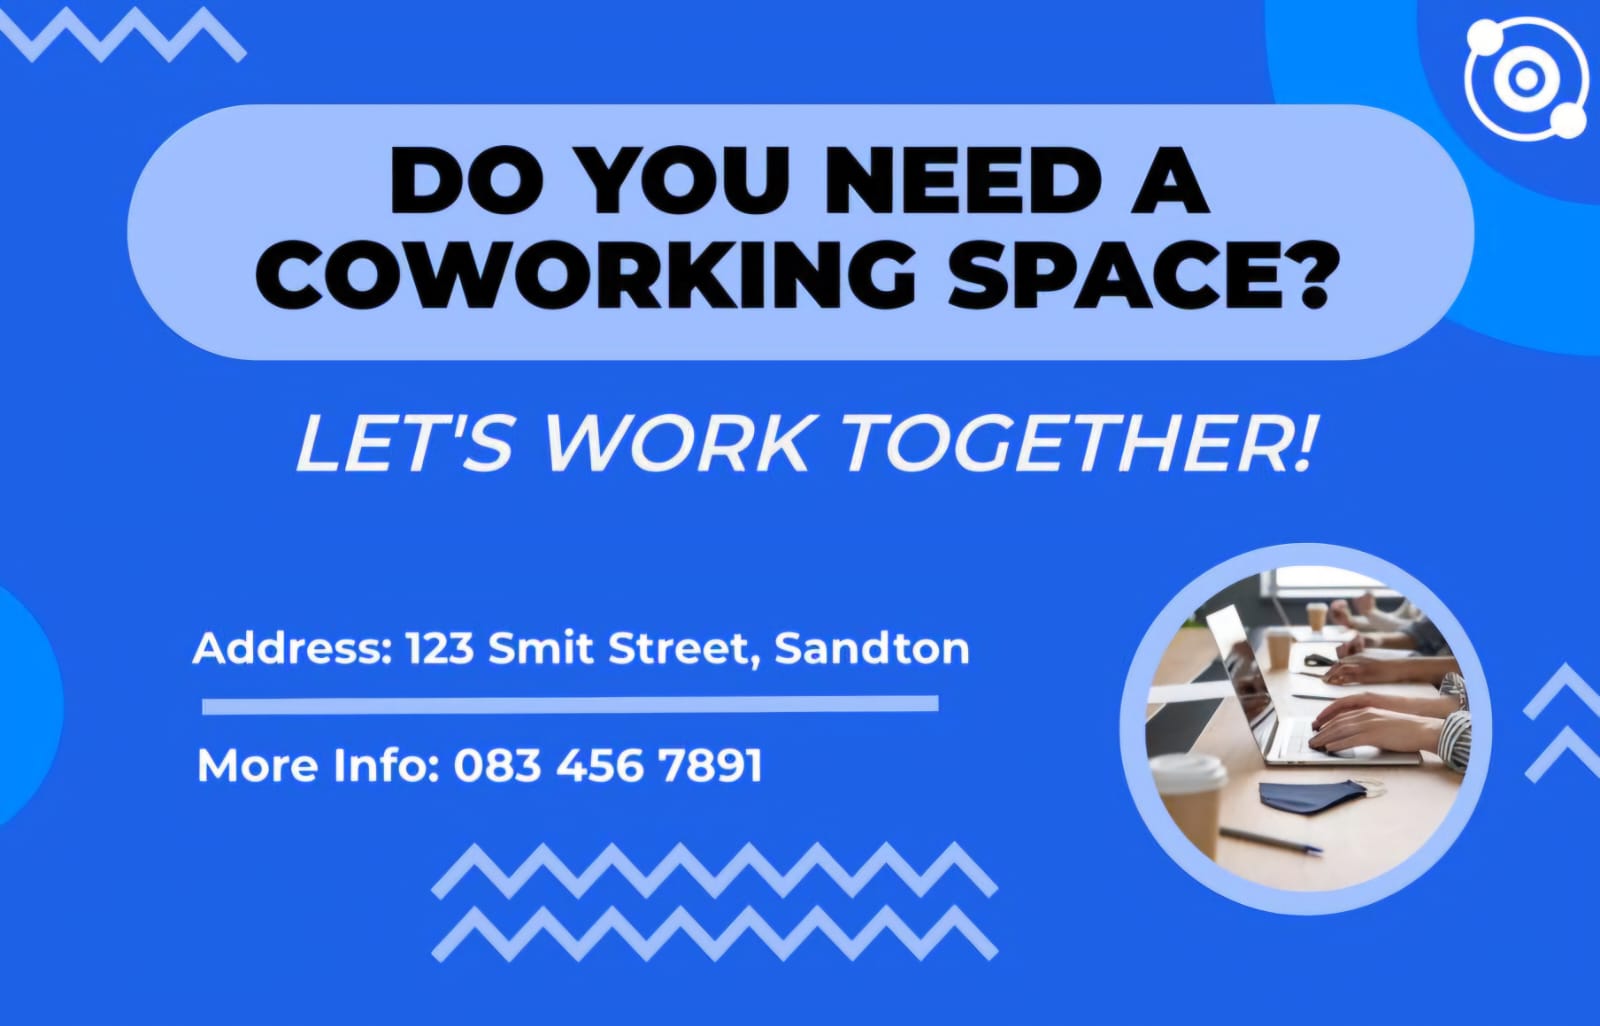 DO YOU NEED A
COWORKING SPACE?
LET'S WORK TOGETHER!
Address: 123 Smit Street, Sandton
More Info: 083 456 7891